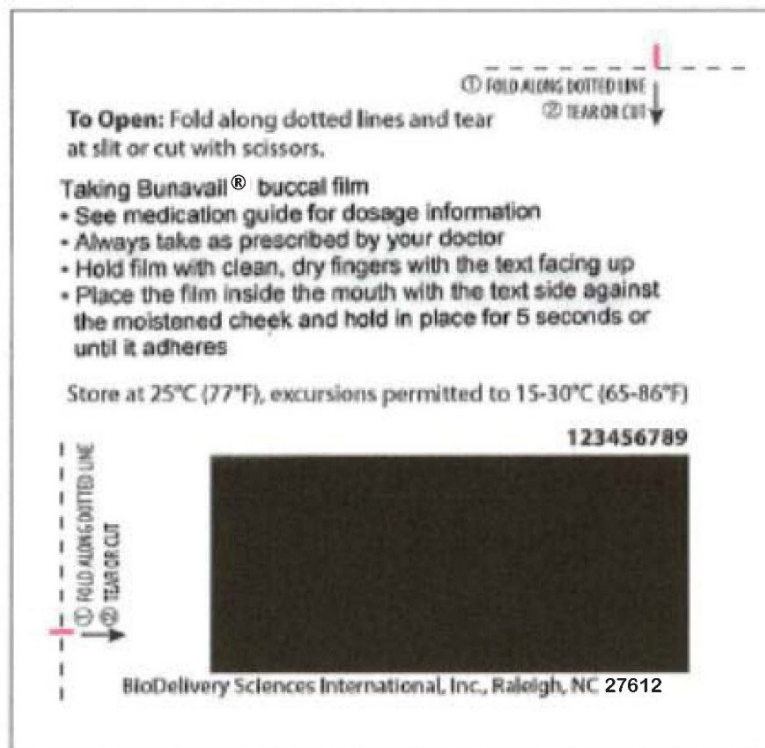 ① FOLD ALONG DOTTED LINE
② TEAR OR CUT
To Open: Fold along dotted lines and tear
at slit or cut with scissors.
Taking Bunavail® buccal film
• See medication guide for dosage information
• Always take as prescribed by your doctor
• Hold film with clean, dry fingers with the text facing up
• Place the film inside the mouth with the text side against
the moistened cheek and hold in place for 5 seconds or
until it adheres
Store at 25°C (77°F), excursions permitted to 15-30°C (65-86°F)
123456789
① FOLD ALONG DOTTED LINE
② TEAR OR CUT
BioDelivery Sciences International, Inc., Raleigh, NC 27612